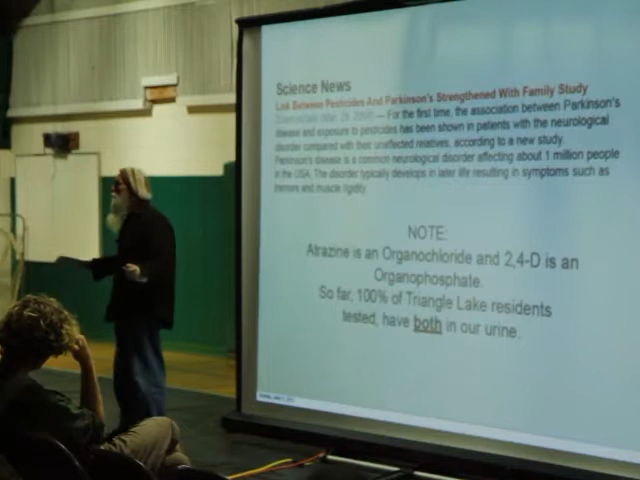 Science News
Link Between Pesticides And Parkinson's Strengthened With Family Study
— For the first time, the association between Parkinson's
disease and exposure to pesticides has been shown in patients with the neurological
disorder compared with their unaffected relatives, according to a new study.
Parkinson's disease is a common neurological disorder affecting about 1 million people
in the USA. The disorder typically develops in later life resulting in symptoms such as
tremors and muscle rigidity.
NOTE:
Atrazine is an Organochloride and 2,4-D is an
Organophosphate.
So far, 100% of Triangle Lake residents
tested, have both in our urine.